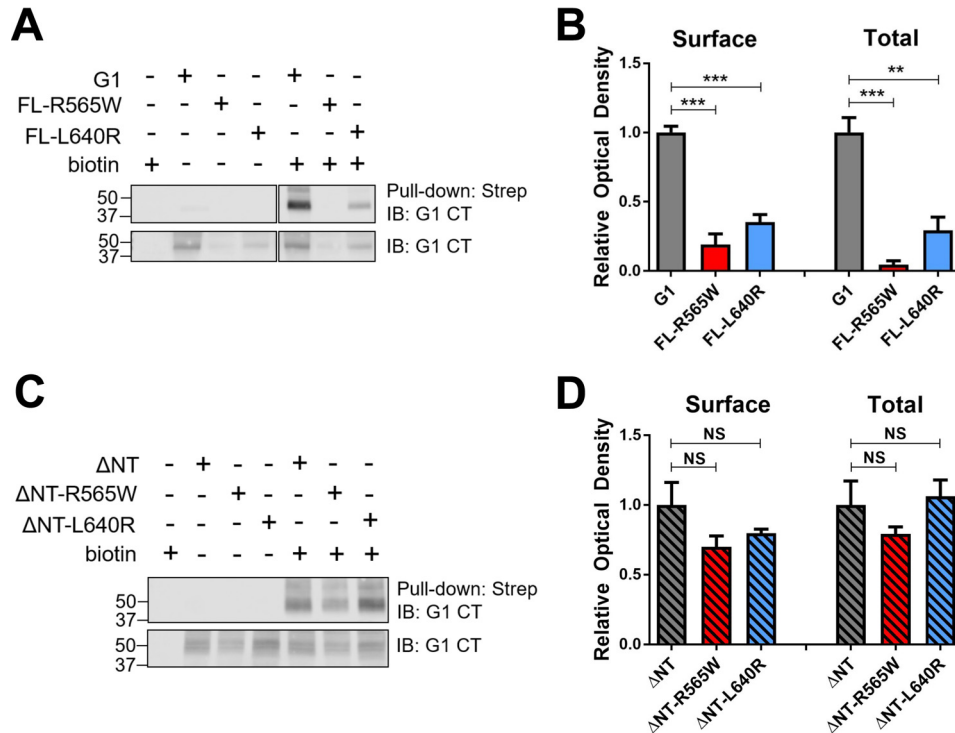 A
G1 - + - - + - -
FL-R565W - - + - - + -
FL-L640R - - - + - - +
biotin + - - - + + +
50
37
Pull-down: Strep
IB: G1 CT
50
37
IB: G1 CT
B
Surface Total
Relative Optical Density
1.5
1.0
0.5
0.0
*** **
*** ***
G1 FL-R565W FL-L640R G1 FL-R565W FL-L640R
C
ΔNT - + - - + - -
ΔNT-R565W - - + - - + -
ΔNT-L640R - - - + - - +
biotin + - - - + + +
50
37
Pull-down: Strep
IB: G1 CT
50
37
IB: G1 CT
D
Surface Total
Relative Optical Density
1.5
1.0
0.5
0.0
NS NS
NS NS
ΔNT ΔNT-R565W ΔNT-L640R ΔNT ΔNT-R565W ΔNT-L640R